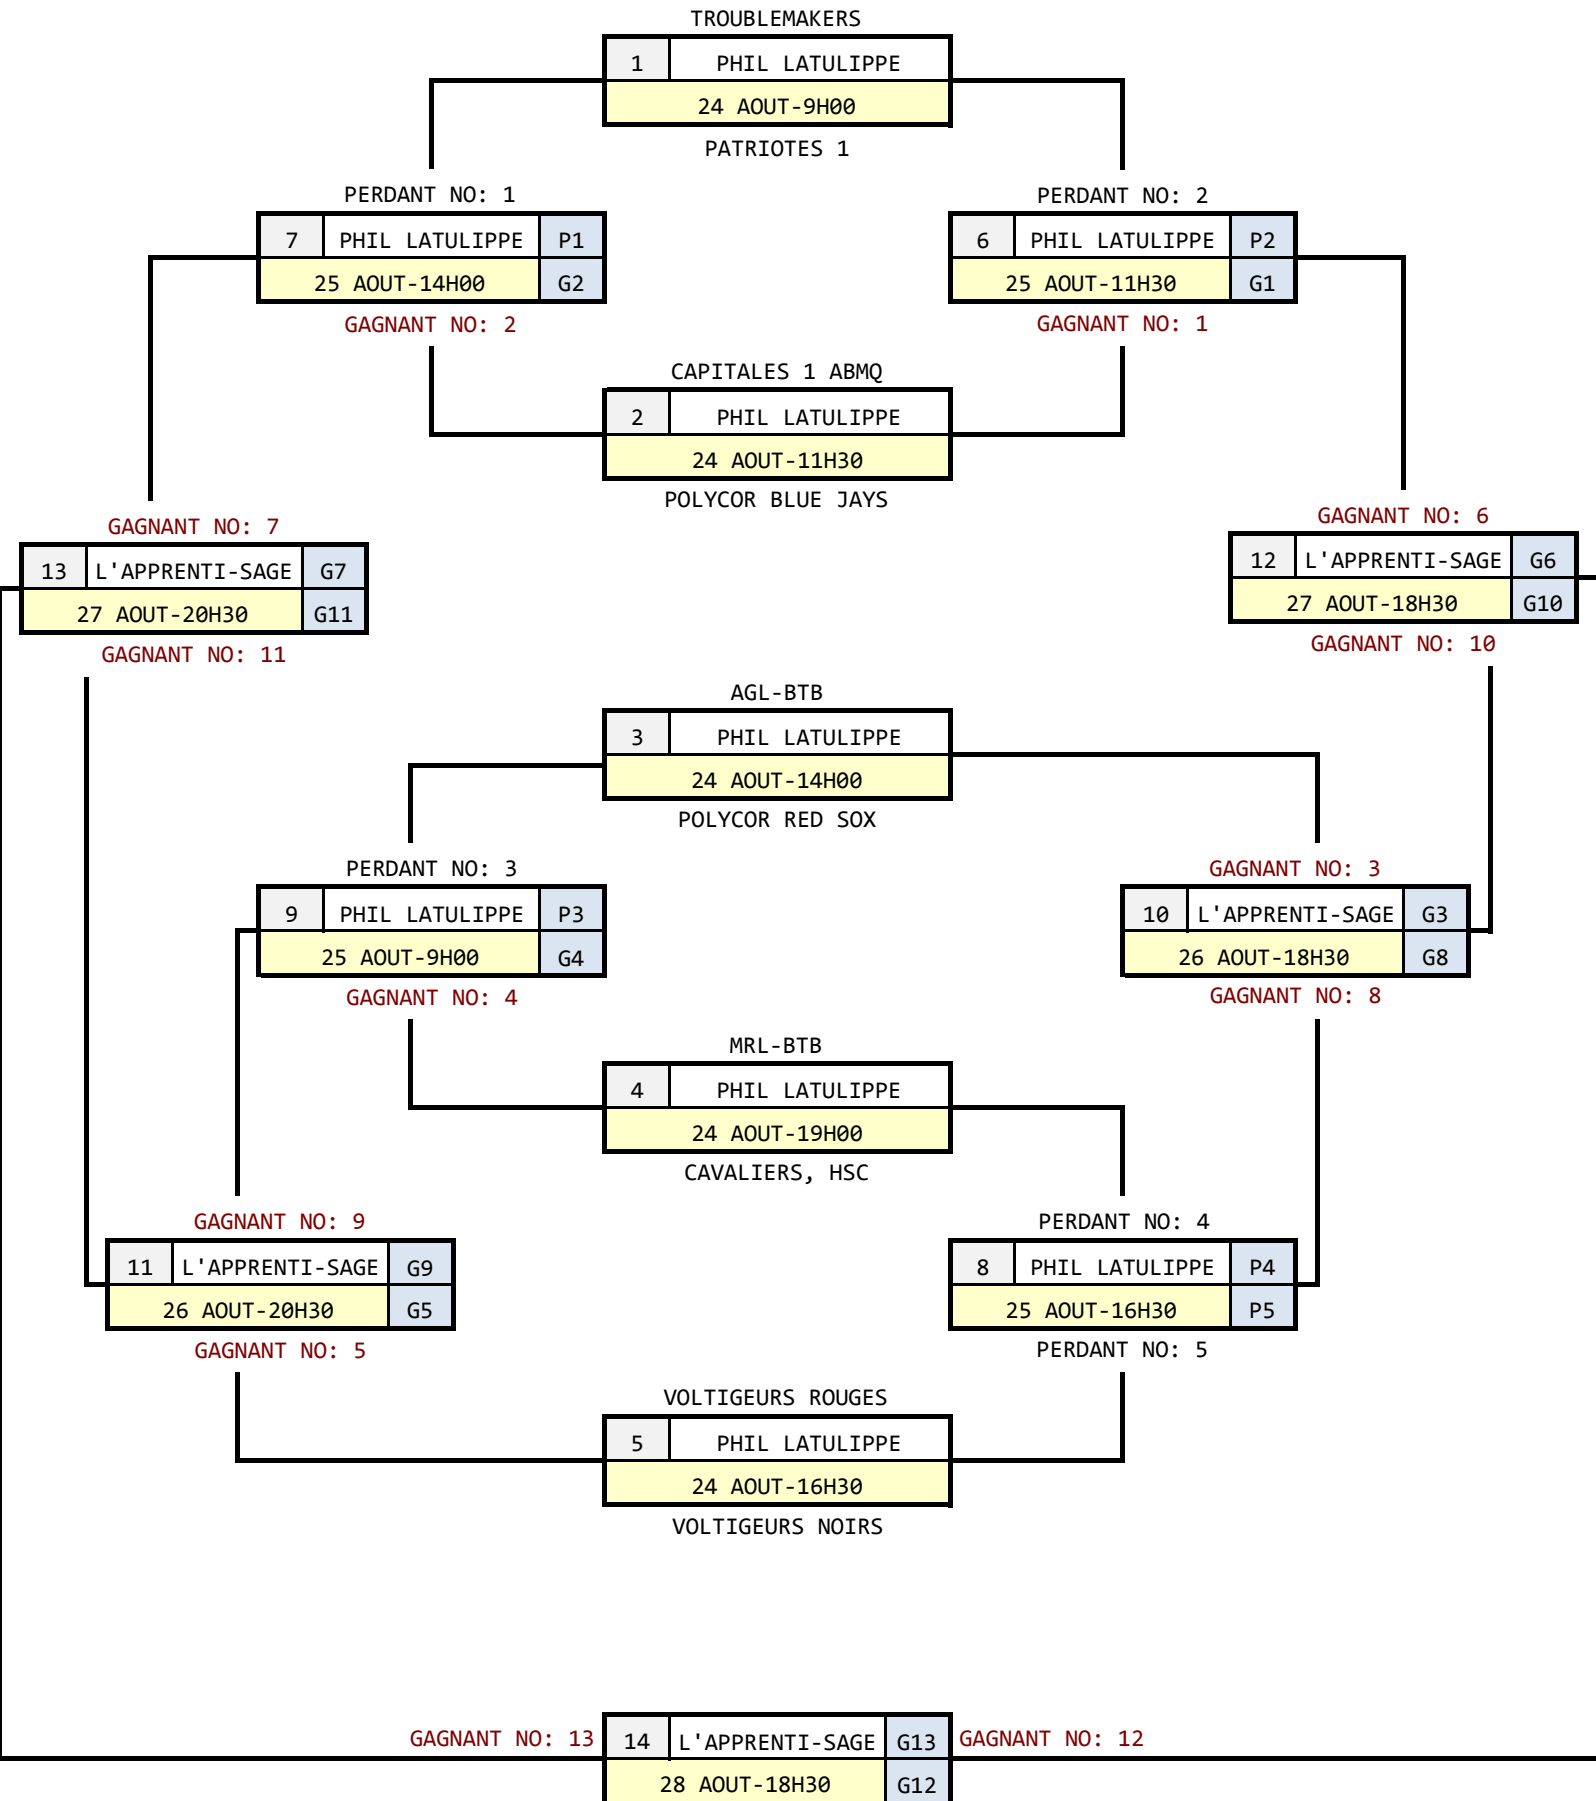 TROUBLEMAKERS
1 PHIL LATULIPPE
24 AOUT-9H00
PATRIOTES 1
PERDANT NO: 1 PERDANT NO: 2
7 PHIL LATULIPPE P1 6 PHIL LATULIPPE P2
25 AOUT-14H00 G2 25 AOUT-11H30 G1
GAGNANT NO: 2 GAGNANT NO: 1
CAPITALES 1 ABMQ
2 PHIL LATULIPPE
24 AOUT-11H30
POLYCOR BLUE JAYS
GAGNANT NO: 7 GAGNANT NO: 6
13 L'APPRENTI-SAGE G7 12 L'APPRENTI-SAGE G6
27 AOUT-20H30 G11 27 AOUT-18H30 G10
GAGNANT NO: 11 GAGNANT NO: 10
AGL-BTB
3 PHIL LATULIPPE
24 AOUT-14H00
POLYCOR RED SOX
PERDANT NO: 3 GAGNANT NO: 3
9 PHIL LATULIPPE P3 10 L'APPRENTI-SAGE G3
25 AOUT-9H00 G4 26 AOUT-18H30 G8
GAGNANT NO: 4 GAGNANT NO: 8
MRL-BTB
4 PHIL LATULIPPE
24 AOUT-19H00
CAVALIERS, HSC
GAGNANT NO: 9 PERDANT NO: 4
11 L'APPRENTI-SAGE G9 8 PHIL LATULIPPE P4
26 AOUT-20H30 G5 25 AOUT-16H30 P5
GAGNANT NO: 5 PERDANT NO: 5
VOLTIGEURS ROUGES
5 PHIL LATULIPPE
24 AOUT-16H30
VOLTIGEURS NOIRS
GAGNANT NO: 13 14 L'APPRENTI-SAGE G13 GAGNANT NO: 12
28 AOUT-18H30 G12